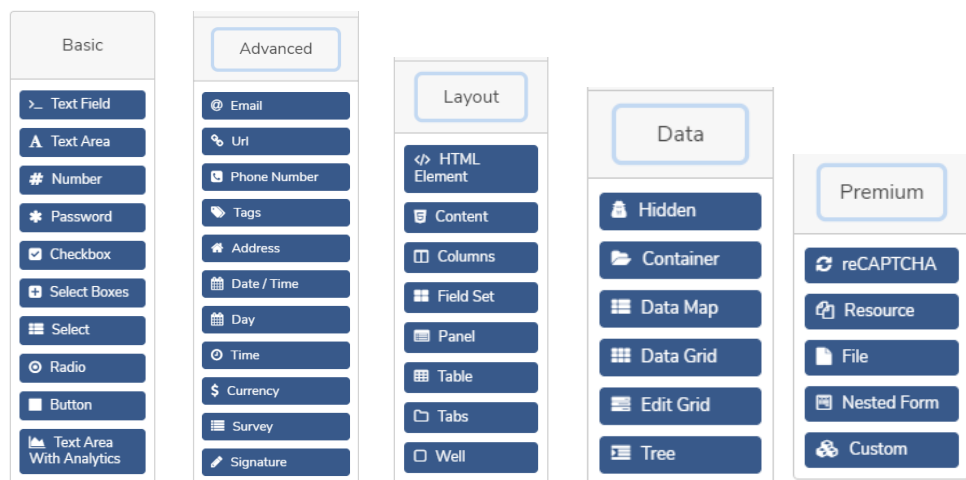 Basic
Text Field
Text Area
Number
Password
Checkbox
Select Boxes
Select
Radio
Button
Text Area
With Analytics
Advanced
Email
Url
Phone Number
Tags
Address
Date / Time
Day
Time
Currency
Survey
Signature
Layout
HTML
Element
Content
Columns
Field Set
Panel
Table
Tabs
Well
Data
Hidden
Container
Data Map
Data Grid
Edit Grid
Tree
Premium
reCAPTCHA
Resource
File
Nested Form
Custom